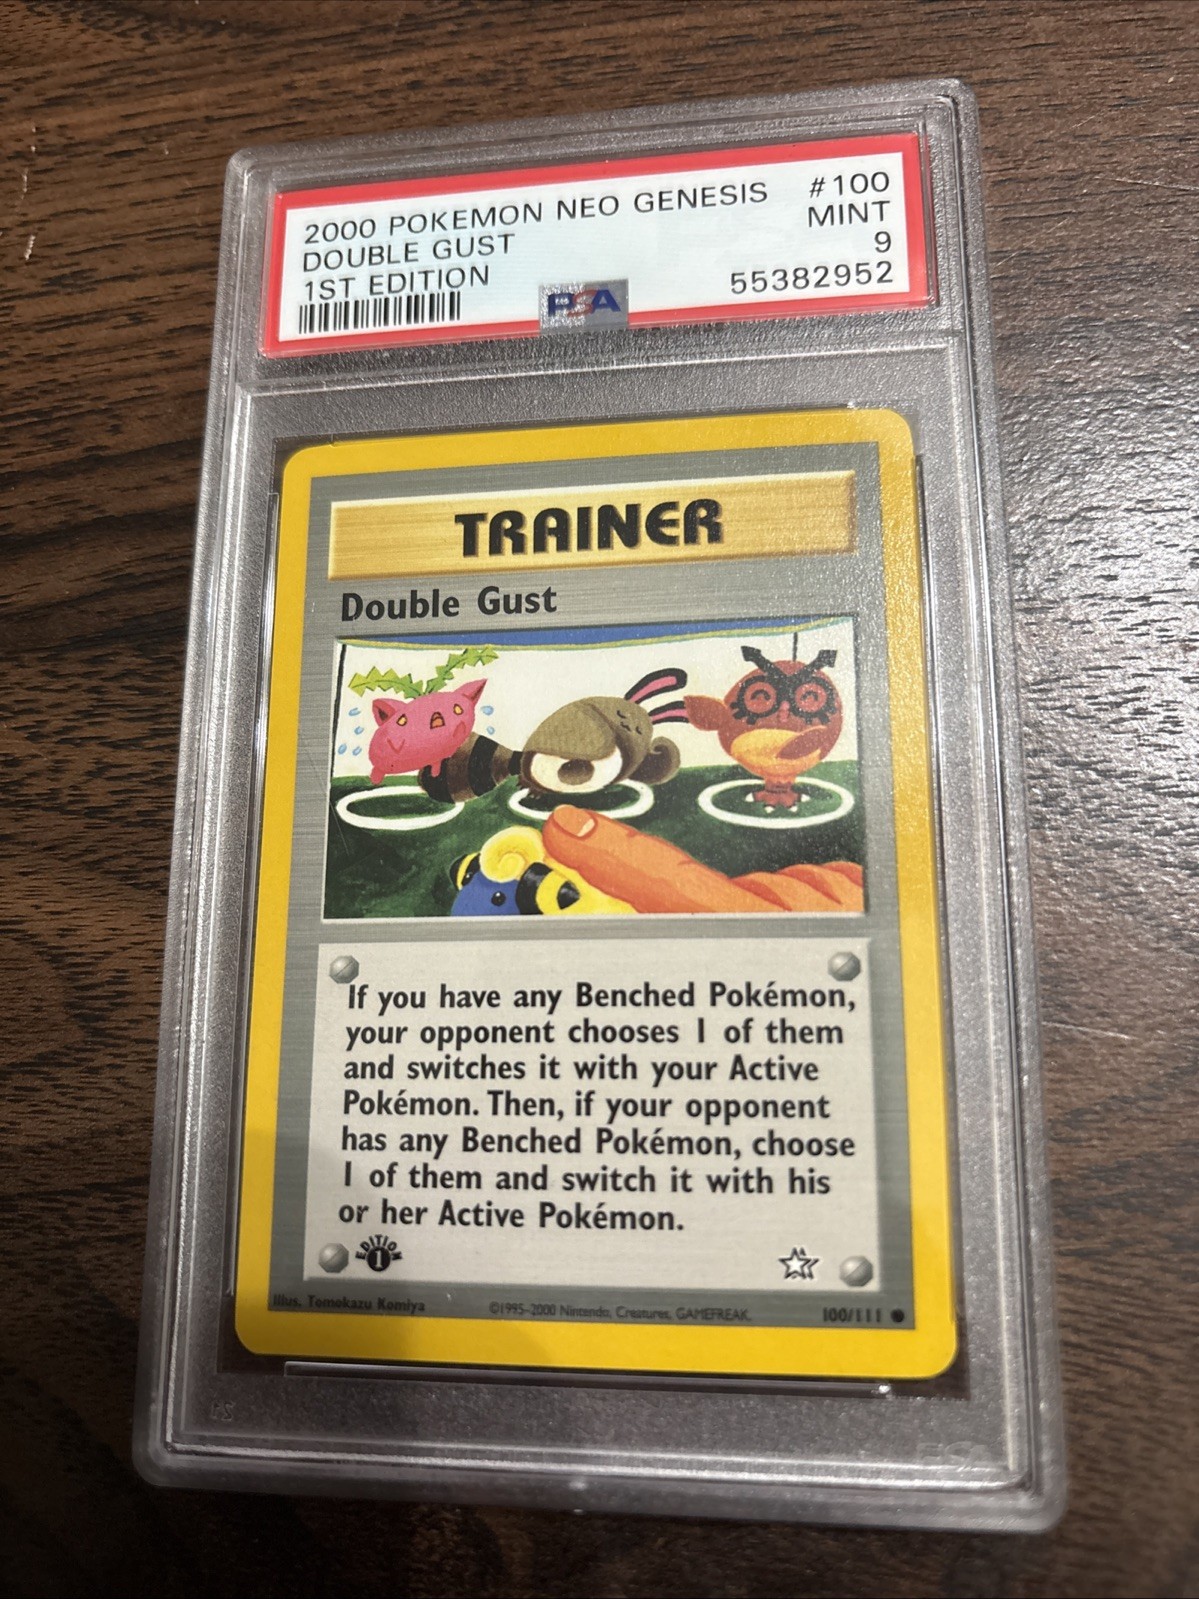 2000 POKEMON NEO GENESIS #100
DOUBLE GUST MINT
1ST EDITION 9
PSA 55382952
TRAINER
Double Gust
If you have any Benched Pokémon,
your opponent chooses 1 of them
and switches it with your Active
Pokémon. Then, if your opponent
has any Benched Pokémon, choose
1 of them and switch it with his
or her Active Pokémon.
EDITION 1
Illus. Tomokazu Komiya ©1995-2000 Nintendo, Creatures, GAMEFREAK. 100/111
PSA